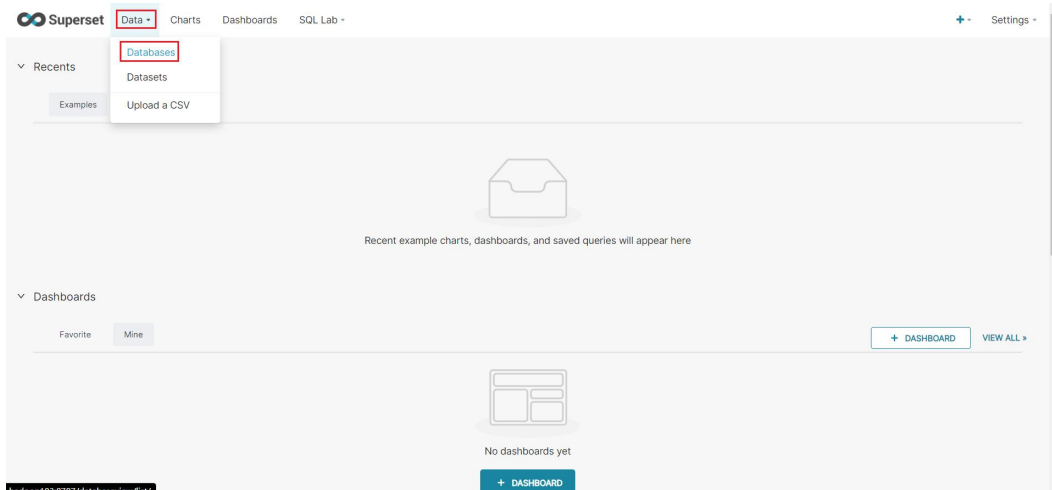 Superset Data Charts Dashboards SQL Lab + Settings
Databases
Datasets
Upload a CSV
Recents
Examples
Recent example charts, dashboards, and saved queries will appear here
Dashboards
Favorite Mine + DASHBOARD VIEW ALL »
No dashboards yet
+ DASHBOARD